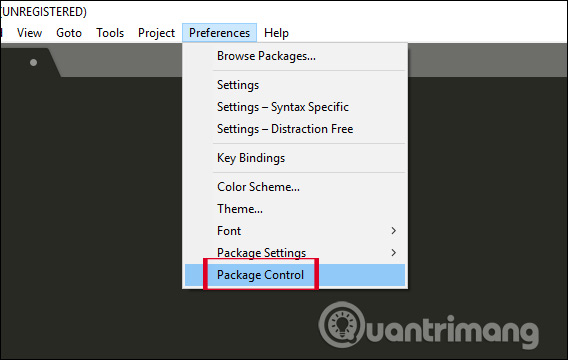 (UNREGISTERED)
View Goto Tools Project Preferences Help
Browse Packages...
Settings
Settings – Syntax Specific
Settings – Distraction Free
Key Bindings
Color Scheme...
Theme...
Font
Package Settings
Package Control
Quantrimang